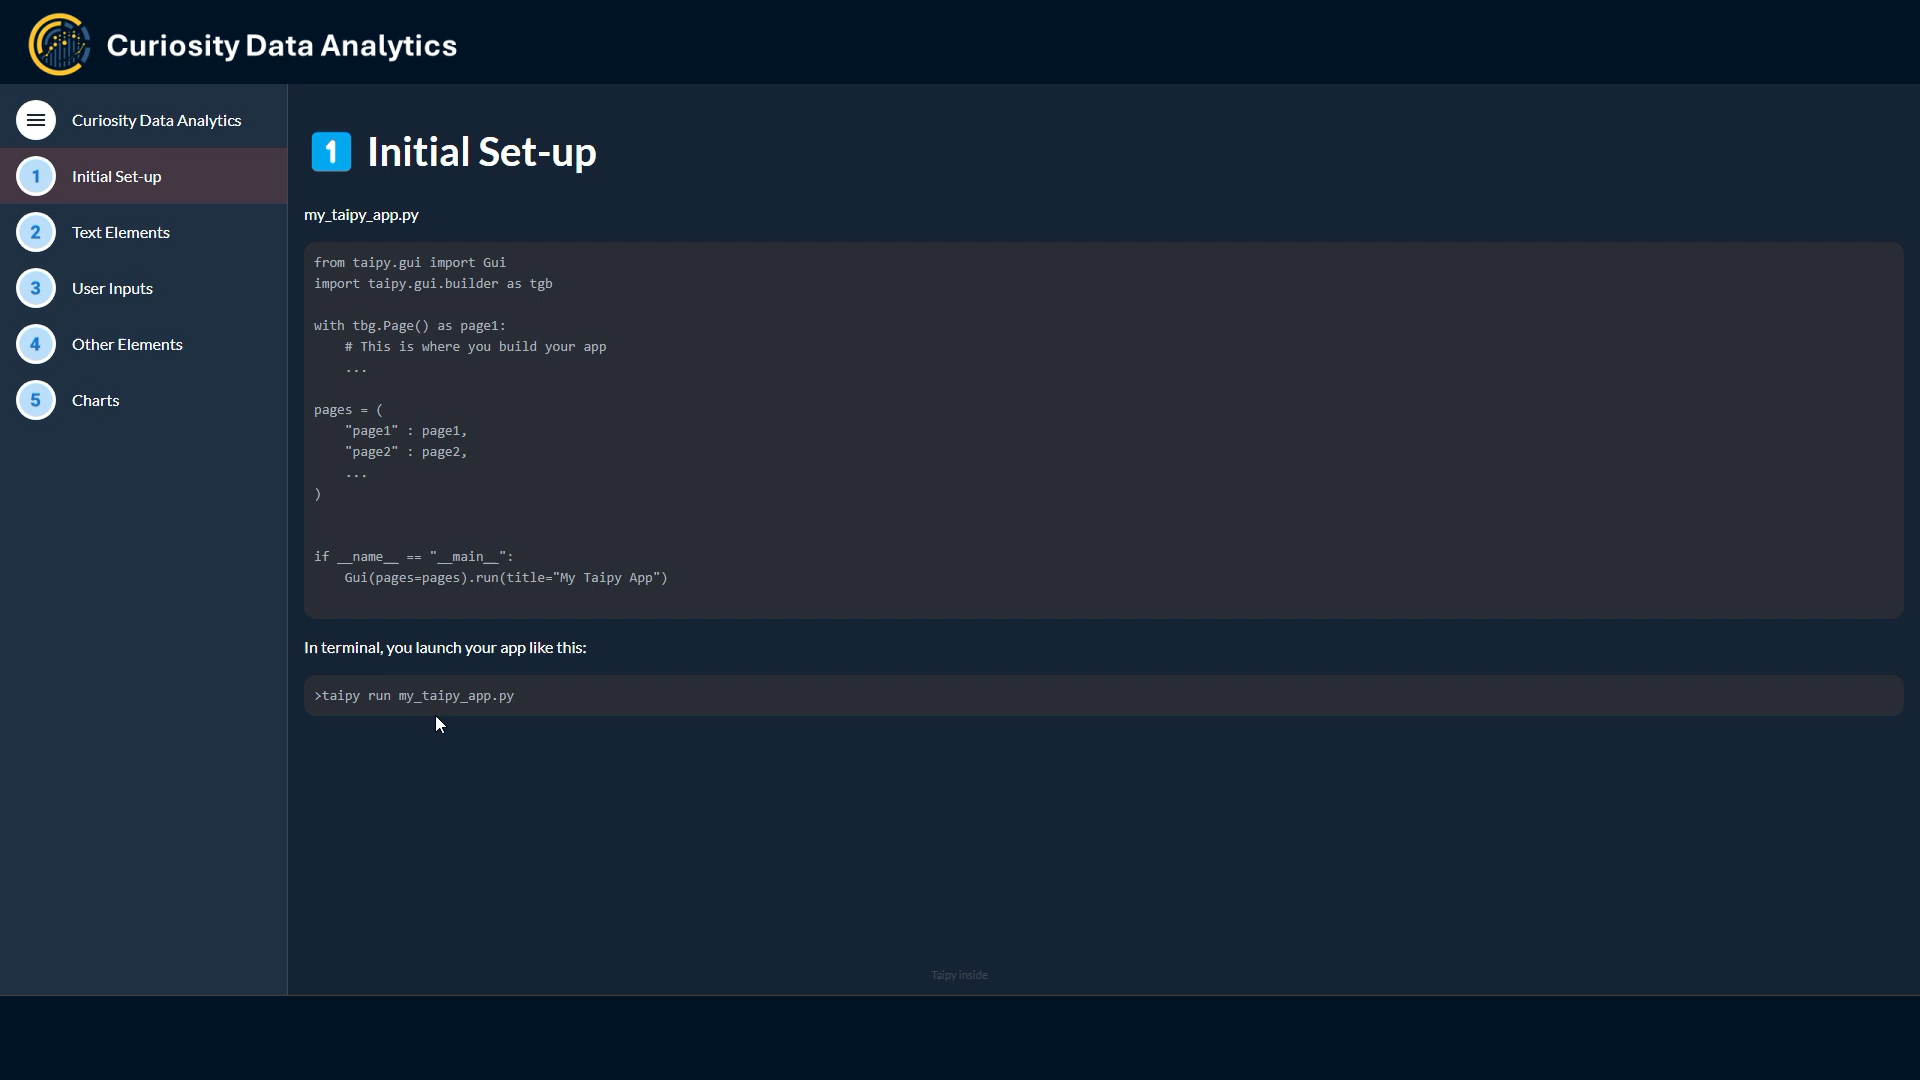 Curiosity Data Analytics
Curiosity Data Analytics
1 Initial Set-up
2 Text Elements
3 User Inputs
4 Other Elements
5 Charts
1 Initial Set-up
my_taipy_app.py
from taipy.gui import Gui
import taipy.gui.builder as tgb
with tbg.Page() as page1:
    # This is where you build your app
    ...
pages = (
    "page1" : page1,
    "page2" : page2,
    ...
)
if __name__ == "__main__":
    Gui(pages=pages).run(title="My Taipy App")
In terminal, you launch your app like this:
>taipy run my_taipy_app.py
Taipy inside